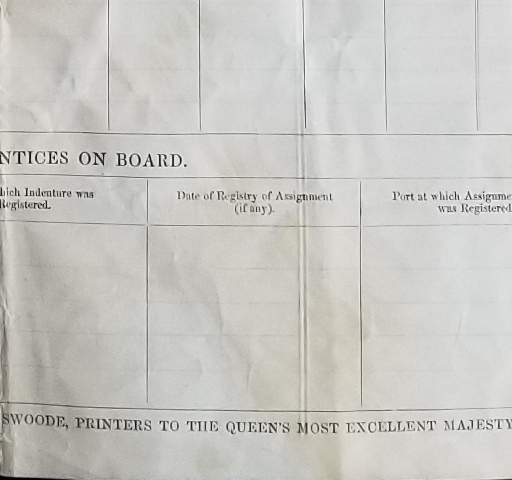 NTICES ON BOARD.
hich Indenture was
Registered.
Date of Registry of Assignment
(if any).
Port at which Assignme
was Registered
SWOODE, PRINTERS TO THE QUEEN'S MOST EXCELLENT MAJESTY